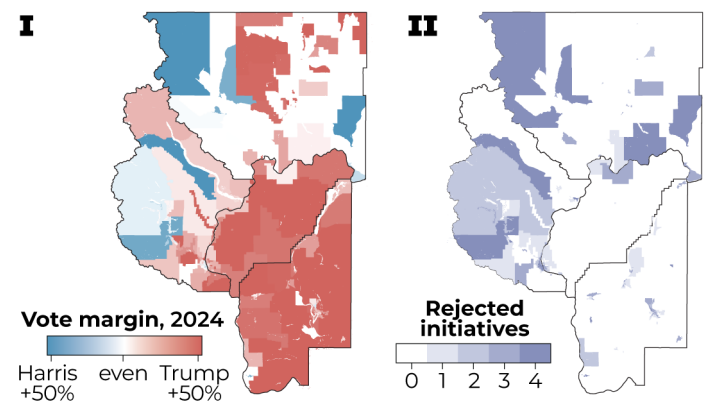 I
II
Vote margin, 2024
Harris
+50%
even
Trump
+50%
Rejected
initiatives
0 1 2 3 4